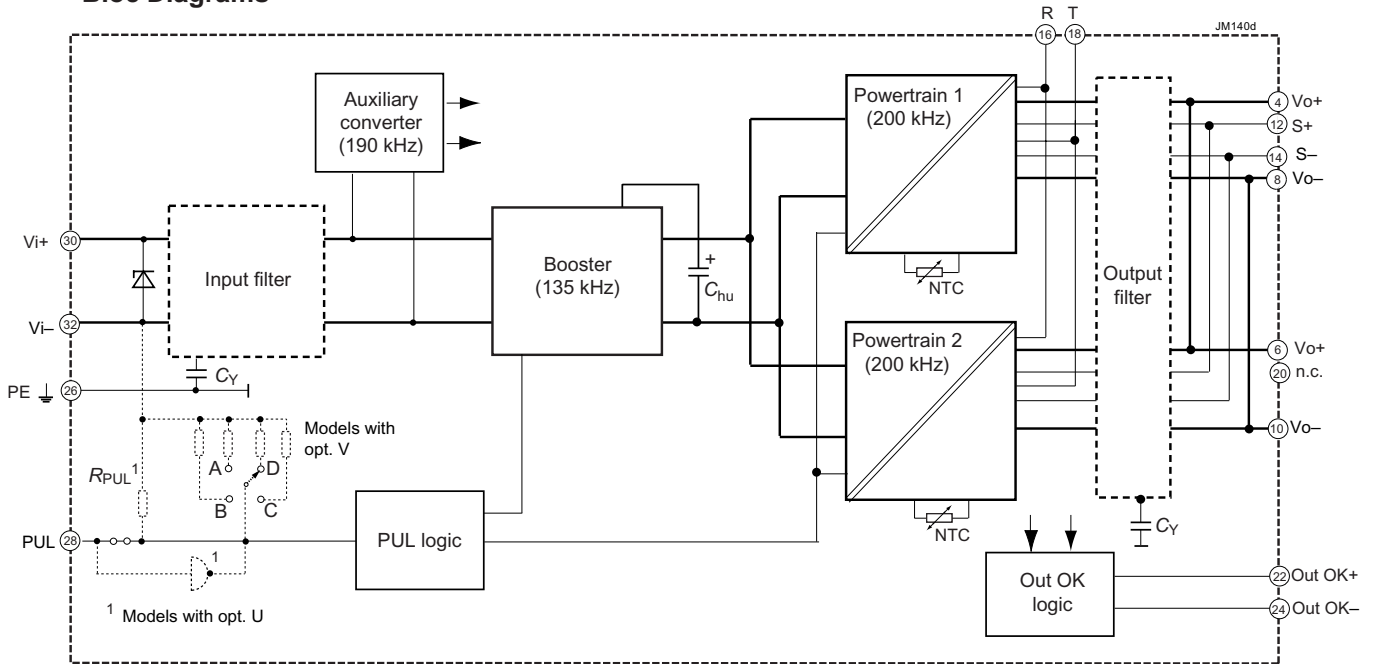 Bloc Diagrams
R T
16 18
JM140d
Auxiliary
converter
(190 kHz)
Powertrain 1
(200 kHz)
4 Vo+
12 S+
14 S–
8 Vo–
Vi+ 30
Input filter
Booster
(135 kHz)
+
Chu
NTC
Output
filter
Vi– 32
Powertrain 2
(200 kHz)
6 Vo+
20 n.c.
10 Vo–
PE 26
CY
Models with
opt. V
RPUL1
A D
B C
NTC
CY
PUL 28
PUL logic
1
Out OK
logic
22 Out OK+
24 Out OK–
1 Models with opt. U